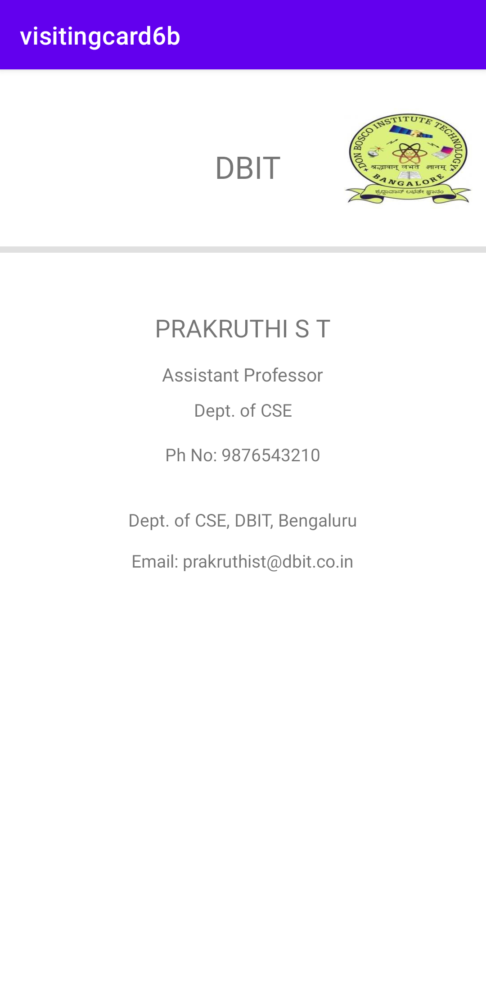 visitingcard6b
DON BOSCO INSTITUTE TECHNOLOGY
DBIT
श्रद्धावान् लभते ज्ञानम्
BANGALORE
ಶ್ರದ್ಧಾವಾನ್ ಲಭತೇ ಜ್ಞಾನಂ
PRAKRUTHI S T
Assistant Professor
Dept. of CSE
Ph No: 9876543210
Dept. of CSE, DBIT, Bengaluru
Email: prakruthist@dbit.co.in